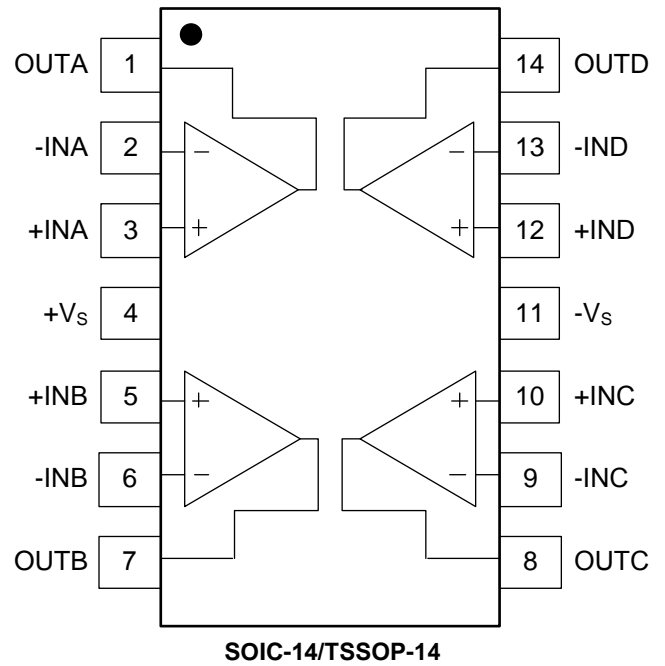 OUTA 1 14 OUTD
-INA 2 − − 13 -IND
+INA 3 + + 12 +IND
+VS 4 11 -VS
+INB 5 + + 10 +INC
-INB 6 − − 9 -INC
OUTB 7 8 OUTC
SOIC-14/TSSOP-14